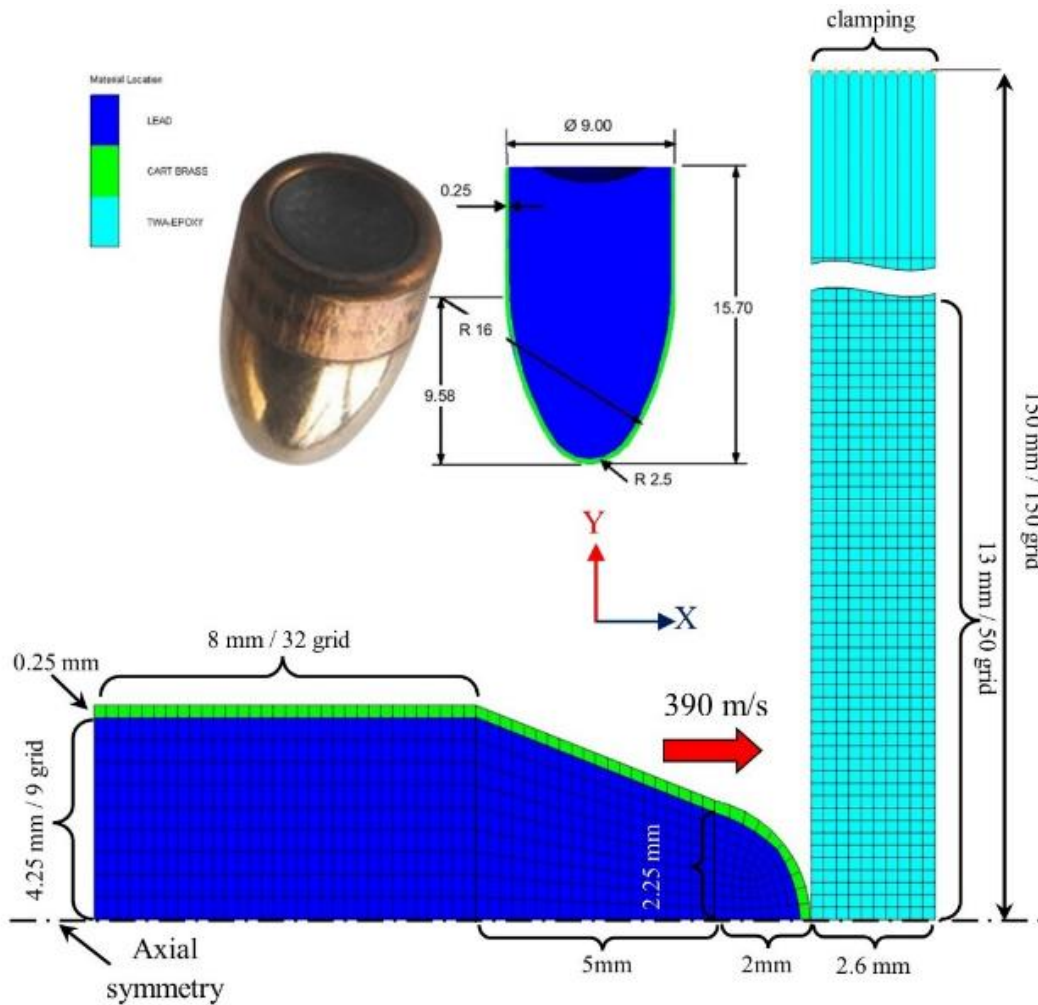 clamping
Material Location
LEAD
CART BRASS
TWA-EPOXY
Ø 9.00
0.25
15.70
R 16
9.58
R 2.5
150 mm / 150 grid
Y
X
13 mm / 50 grid
8 mm / 32 grid
0.25 mm
390 m/s
4.25 mm / 9 grid
2.25 mm
Axial
symmetry
5mm
2mm
2.6 mm